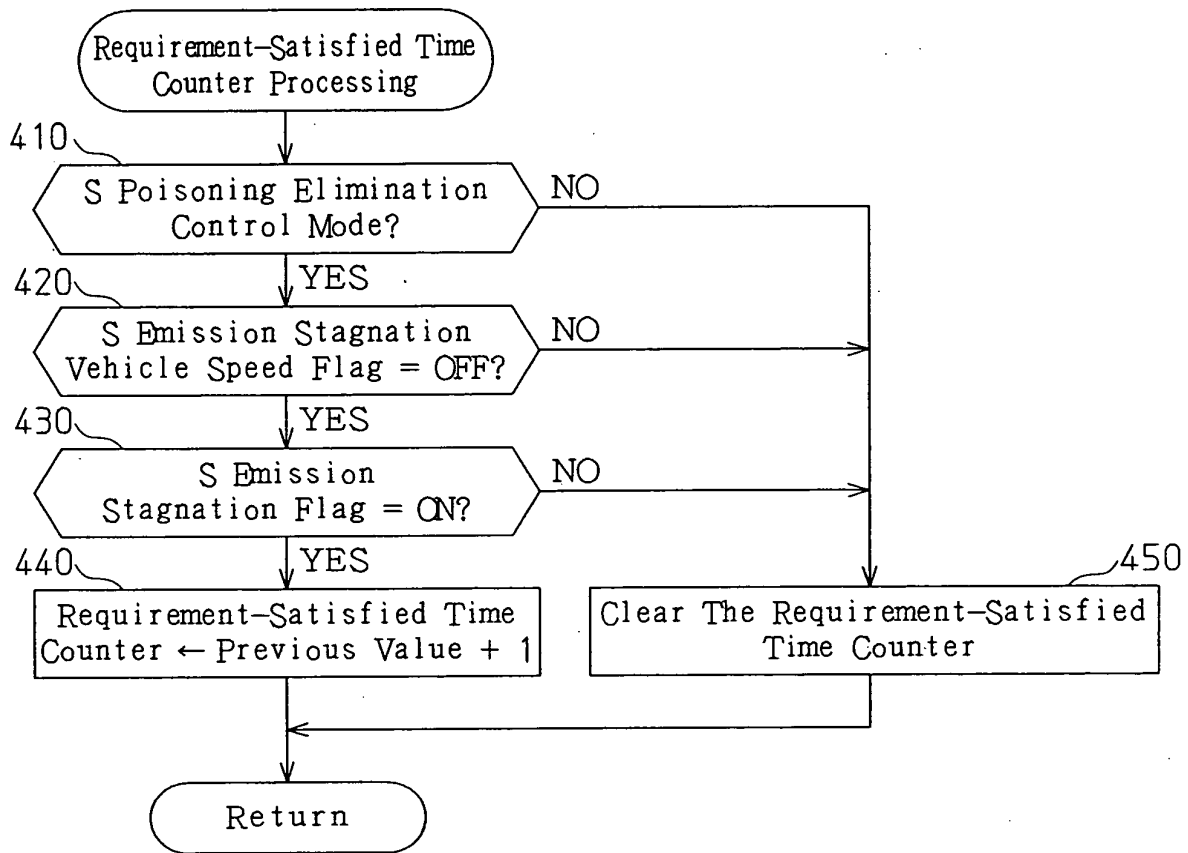 Requirement-Satisfied Time
Counter Processing
410
S Poisoning Elimination
Control Mode?
NO
YES
420
S Emission Stagnation
Vehicle Speed Flag = OFF?
NO
YES
430
S Emission
Stagnation Flag = ON?
NO
YES
440
Requirement-Satisfied Time
Counter ← Previous Value + 1
450
Clear The Requirement-Satisfied
Time Counter
Return